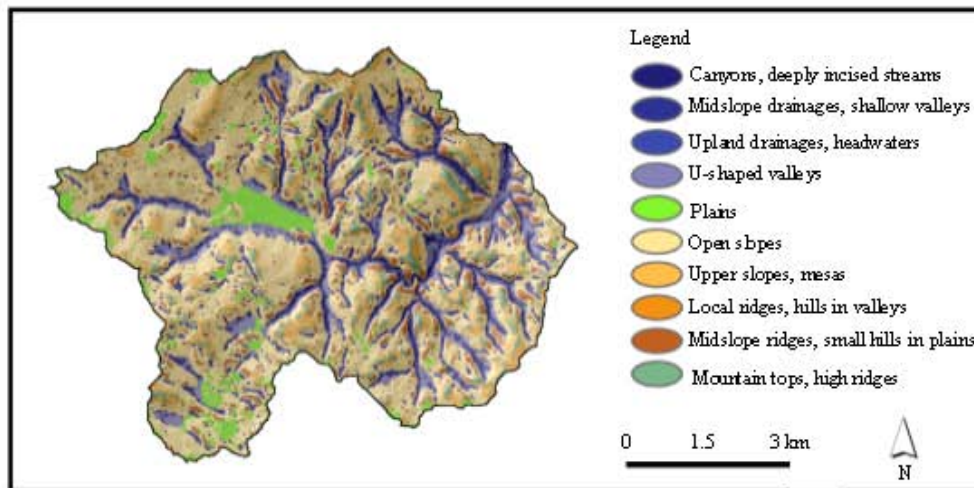 Legend
Canyons, deeply incised streams
Midslope drainages, shallow valleys
Upland drainages, headwaters
U-shaped valleys
Plains
Open slopes
Upper slopes, mesas
Local ridges, hills in valleys
Midslope ridges, small hills in plains
Mountain tops, high ridges
0 1.5 3 km
N